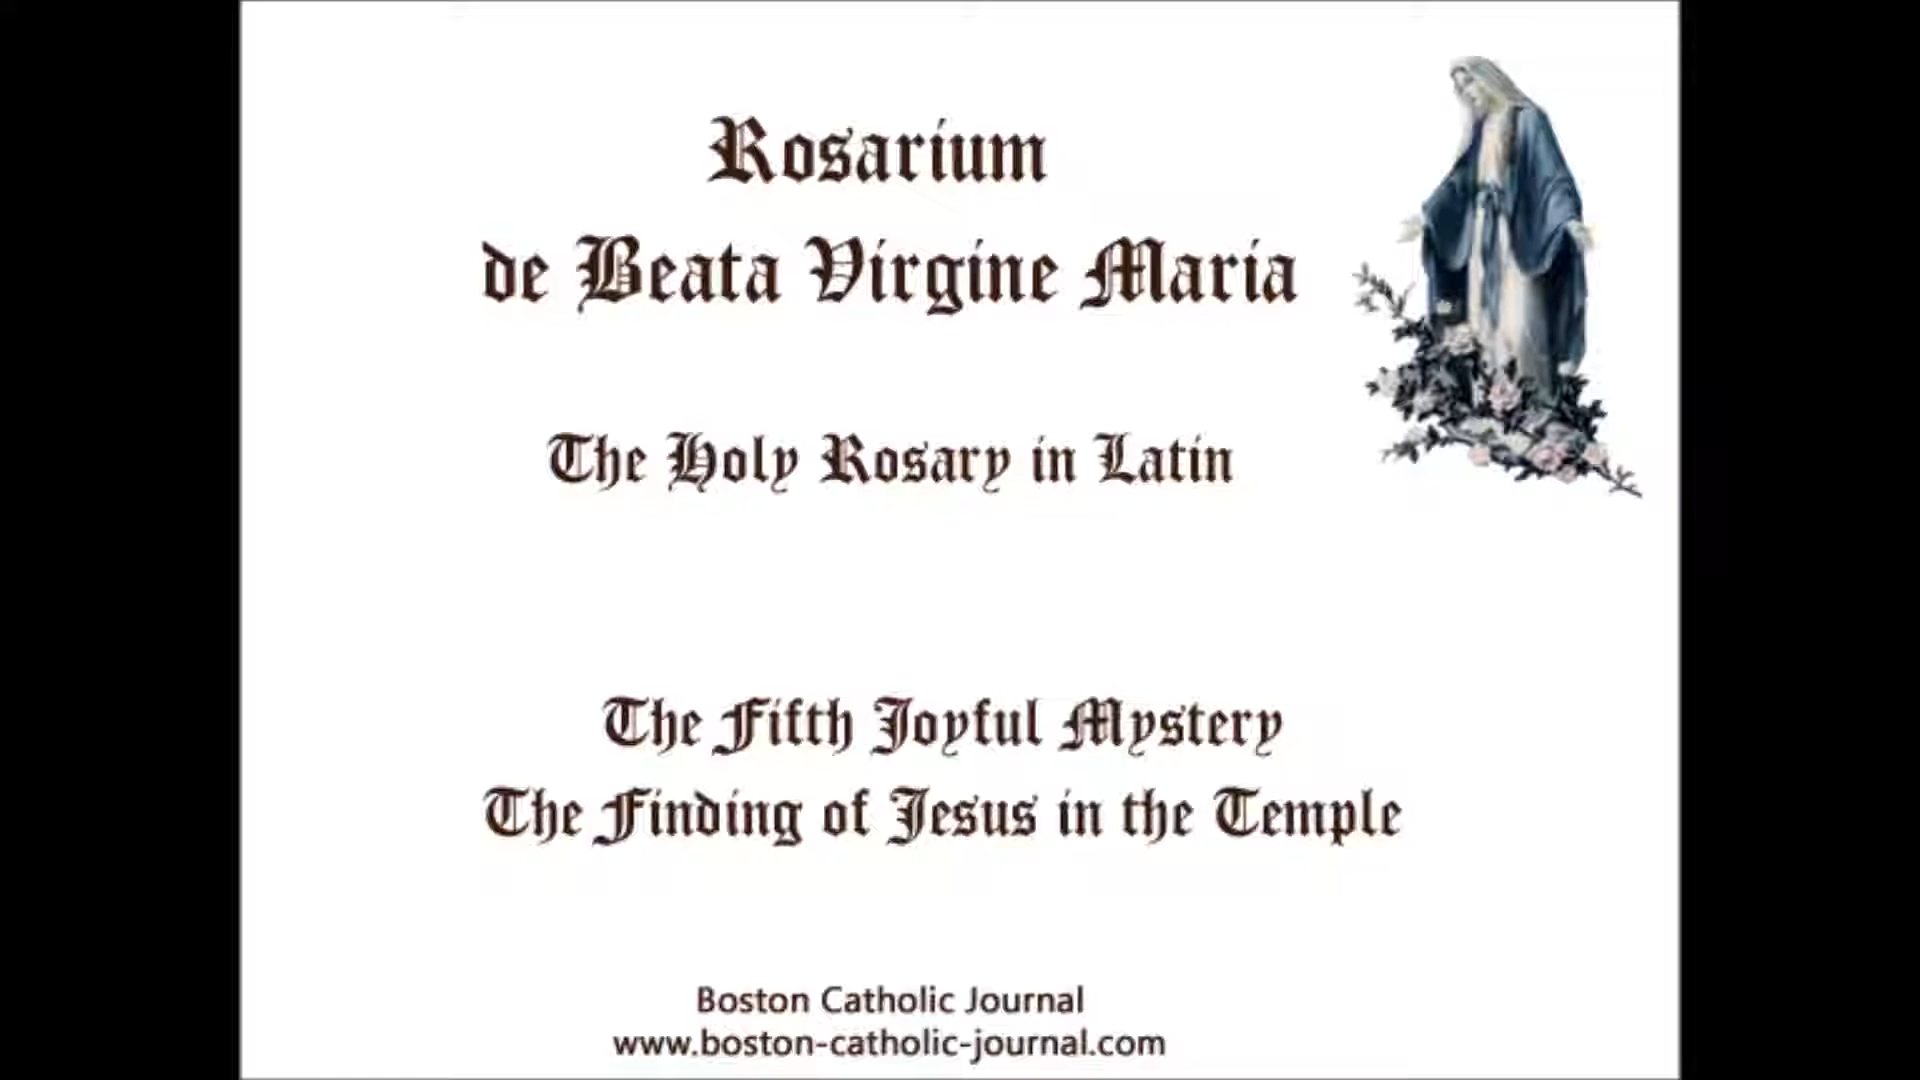 Rosarium
de Beata Virgine Maria
The Holy Rosary in Latin
The Fifth Joyful Mystery
The Finding of Jesus in the Temple
Boston Catholic Journal
www.boston-catholic-journal.com